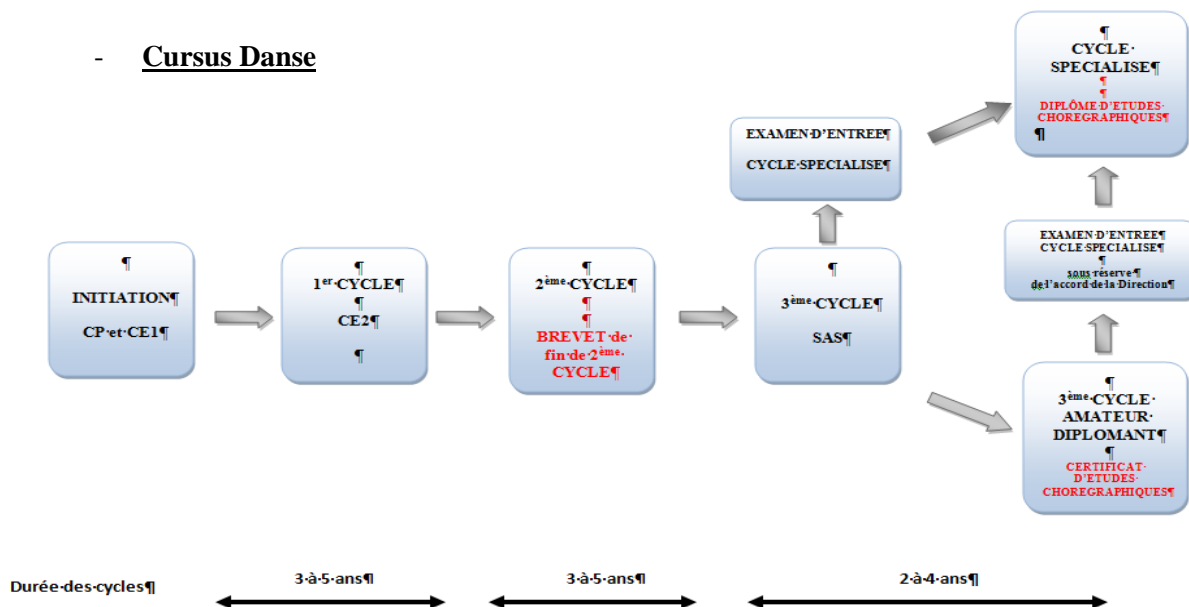 - Cursus Danse
¶
CYCLE·
SPECIALISE¶
¶
¶
DIPLÔME·D'ETUDES·
CHOREGRAPHIQUES¶
¶
EXAMEN·D'ENTREE¶
CYCLE·SPECIALISE¶
¶
INITIATION¶
CP·et·CE1¶
¶
1er·CYCLE¶
¶
CE2¶
¶
¶
2ème·CYCLE¶
¶
¶
BREVET·de·
fin·de·2ème·
CYCLE¶
¶
3ème·CYCLE¶
SAS¶
EXAMEN·D'ENTREE¶
CYCLE·SPECIALISE¶
¶
sous·réserve¶
de·l'accord·de·la·Direction¶
¶
3ème·CYCLE·
AMATEUR·
DIPLOMANT¶
¶
CERTIFICAT·
D'ETUDES·
CHOREGRAPHIQUES¶
Durée·des·cycles¶
3·à·5·ans¶
3·à·5·ans¶
2·à·4·ans¶